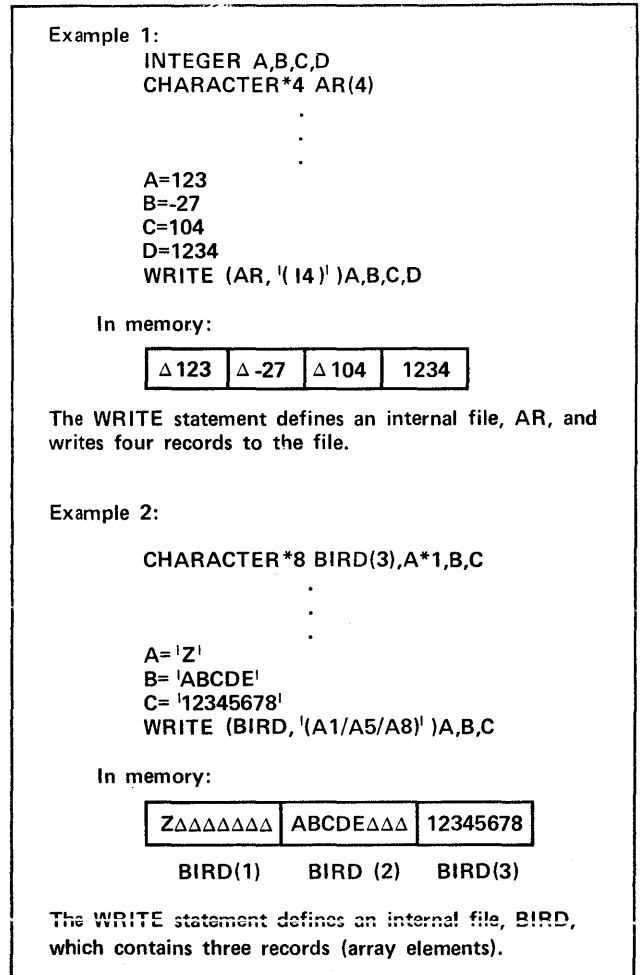 Example 1:
INTEGER A,B,C,D
CHARACTER*4 AR(4)
.
.
.
A=123
B=-27
C=104
D=1234
WRITE (AR, '( I4)' )A,B,C,D
In memory:
Δ123 Δ-27 Δ104 1234
The WRITE statement defines an internal file, AR, and
writes four records to the file.
Example 2:
CHARACTER*8 BIRD(3),A*1,B,C
.
.
.
A= 'Z'
B= 'ABCDE'
C= '12345678'
WRITE (BIRD, '(A1/A5/A8)' )A,B,C
In memory:
ZΔΔΔΔΔΔΔ ABCDEΔΔΔ 12345678
BIRD(1) BIRD (2) BIRD(3)
The WRITE statement defines an internal file, BIRD,
which contains three records (array elements).